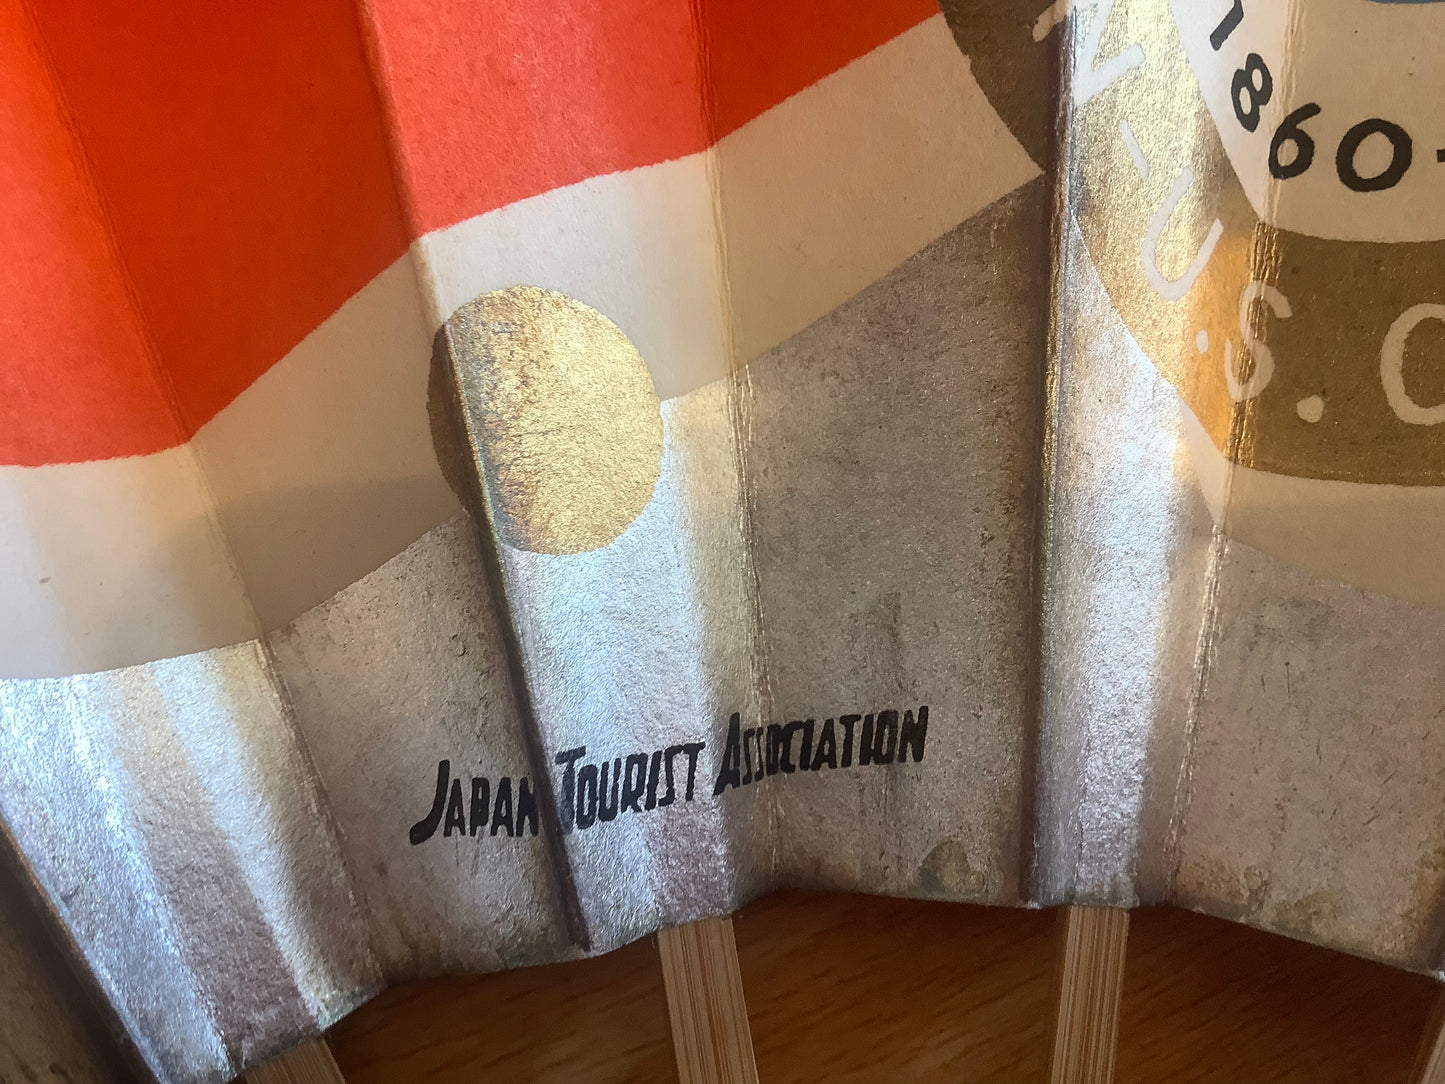 1860-
N-U.S.
JAPAN TOURIST ASSOCIATION